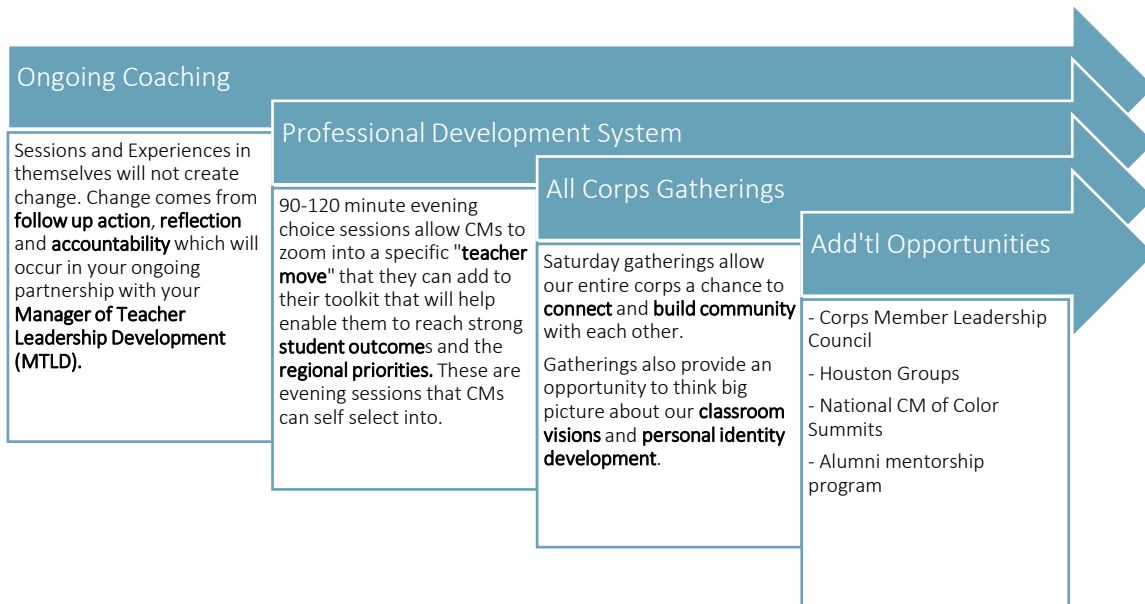 Ongoing Coaching
Sessions and Experiences in
themselves will not create
change. Change comes from
follow up action, reflection
and accountability which will
occur in your ongoing
partnership with your
Manager of Teacher
Leadership Development
(MTLD).
Professional Development System
90-120 minute evening
choice sessions allow CMs to
zoom into a specific "teacher
move" that they can add to
their toolkit that will help
enable them to reach strong
student outcomes and the
regional priorities. These are
evening sessions that CMs
can self select into.
All Corps Gatherings
Saturday gatherings allow
our entire corps a chance to
connect and build community
with each other.
Gatherings also provide an
opportunity to think big
picture about our classroom
visions and personal identity
development.
Add'tl Opportunities
- Corps Member Leadership
Council
- Houston Groups
- National CM of Color
Summits
- Alumni mentorship
program